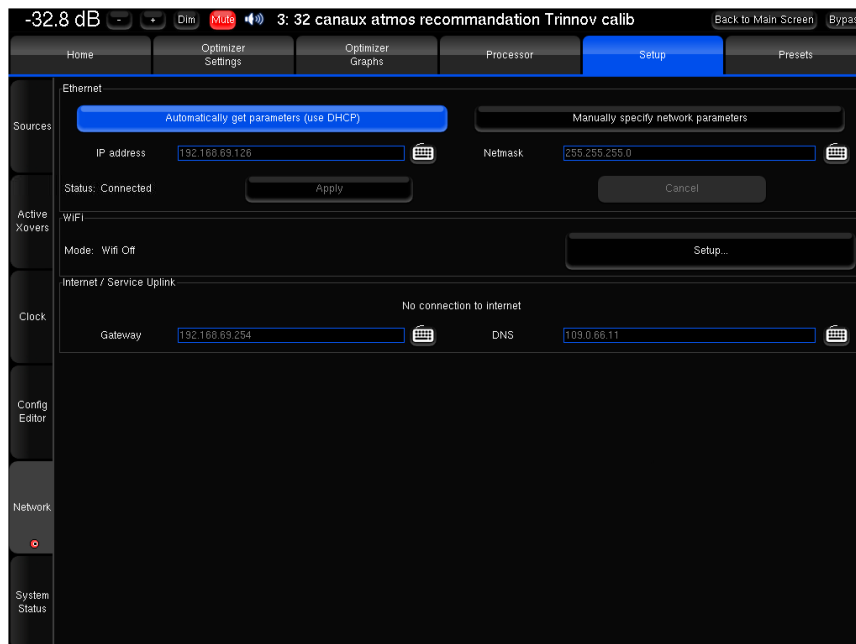 -32.8 dB - + Dim Mute 3: 32 canaux atmos recommandation Trinnov calib Back to Main Screen Bypas
Home Optimizer Settings Optimizer Graphs Processor Setup Presets
Sources
Active Xovers
Clock
Config Editor
Network
System Status
Ethernet
Automatically get parameters (use DHCP) Manually specify network parameters
IP address 192.168.69.126 Netmask 255.255.255.0
Status: Connected Apply Cancel
WiFi
Mode: Wifi Off Setup...
Internet / Service Uplink
No connection to internet
Gateway 192.168.69.254 DNS 109.0.66.11